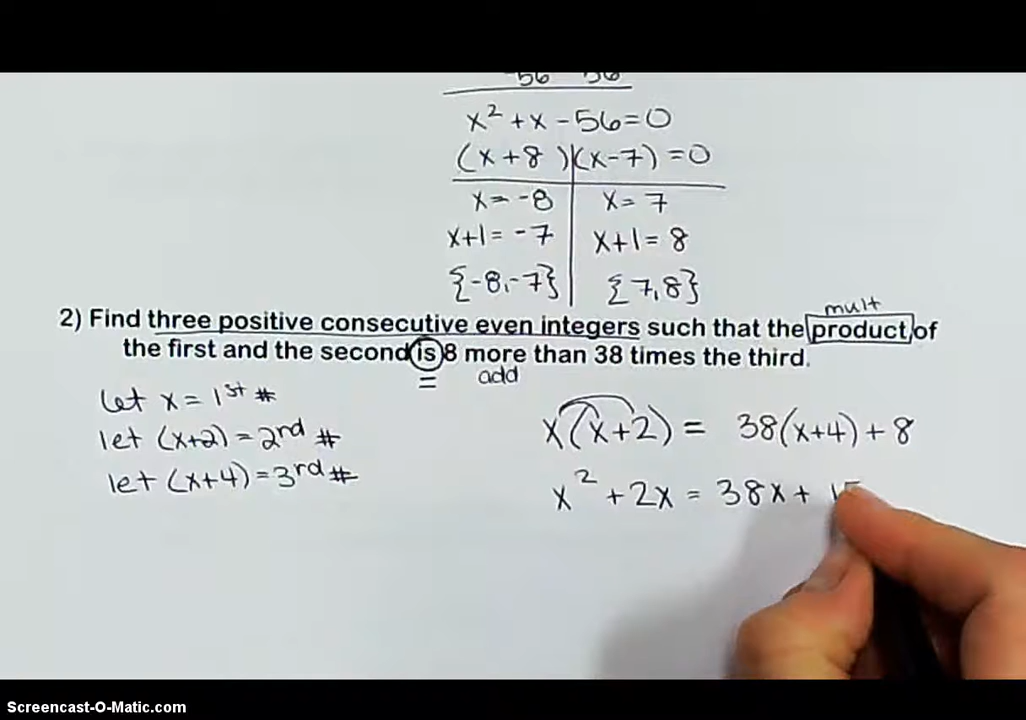 -56 -56
x² + x - 56 = 0
(x + 8 )(x - 7) = 0
x = -8 x = 7
x+1 = -7 x+1 = 8
{-8, -7} {7, 8}
mult
2) Find three positive consecutive even integers such that the product of
the first and the second is 8 more than 38 times the third.
= add
let x = 1st #
let (x+2) = 2rd #
let (x+4) = 3rd #
x(x+2) = 38(x+4) + 8
x² + 2x = 38x + 15
Screencast-O-Matic.com